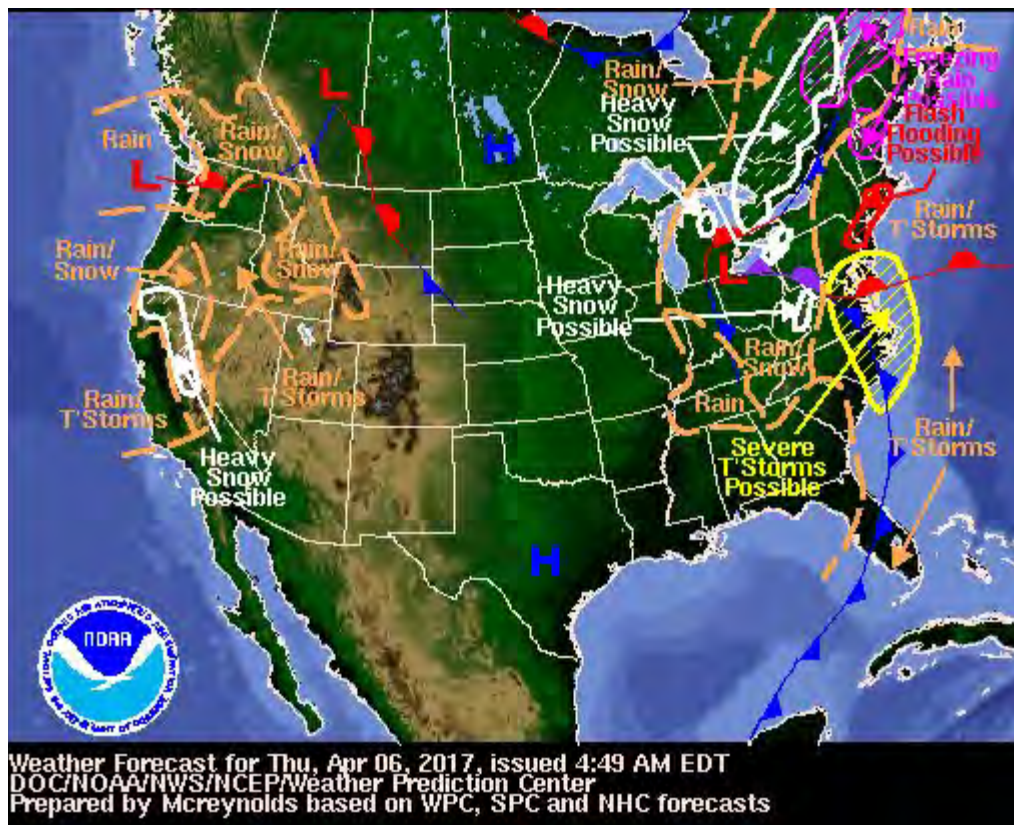 L
Rain
Rain/
Snow
L
H
Rain/
Snow
Heavy
Snow
Possible
Rain
Freezing
Rain
Possible
Flash
Flooding
Possible
Rain/
T'Storms
Rain/
Snow
Rain/
Snow
L
Heavy
Snow
Possible
Rain/
Snow
Rain
Rain/
T'Storms
Rain/
T'Storms
Heavy
Snow
Possible
Severe
T'Storms
Possible
Rain/
T'Storms
H
NOAA
Weather Forecast for Thu, Apr 06, 2017, issued 4:49 AM EDT
DOC/NOAA/NWS/NCEP/Weather Prediction Center
Prepared by Mcreynolds based on WPC, SPC and NHC forecasts